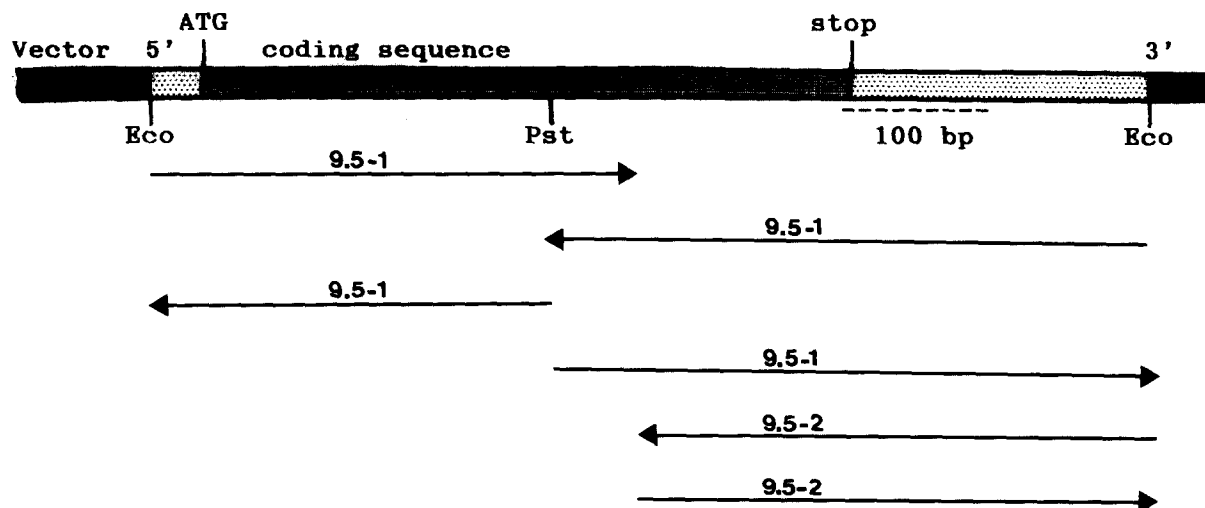 ATG
stop
Vector 5' coding sequence
3'
Eco
Pst
100 bp
Eco
9.5-1
9.5-1
9.5-1
9.5-1
9.5-2
9.5-2